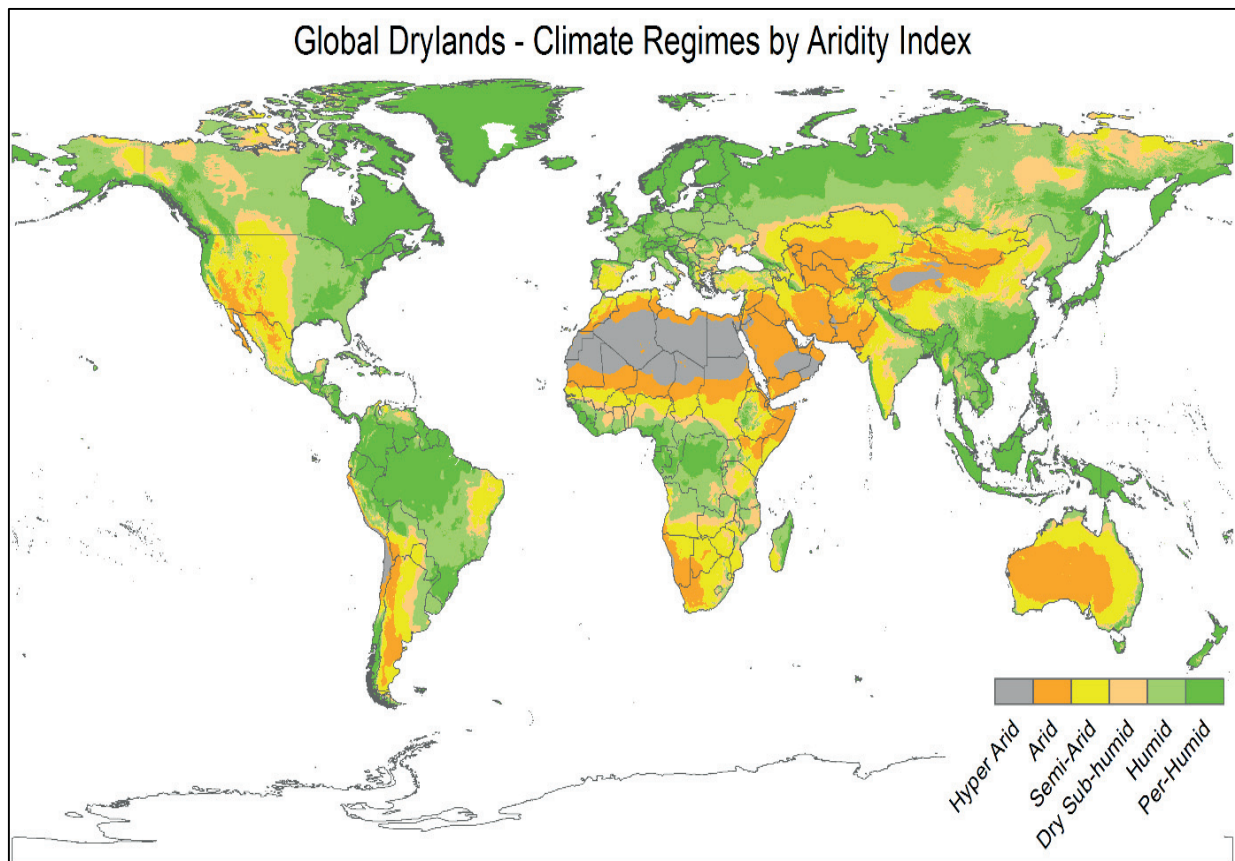 Global Drylands - Climate Regimes by Aridity Index
Hyper Arid
Arid
Semi-Arid
Dry Sub-humid
Humid
Per-Humid